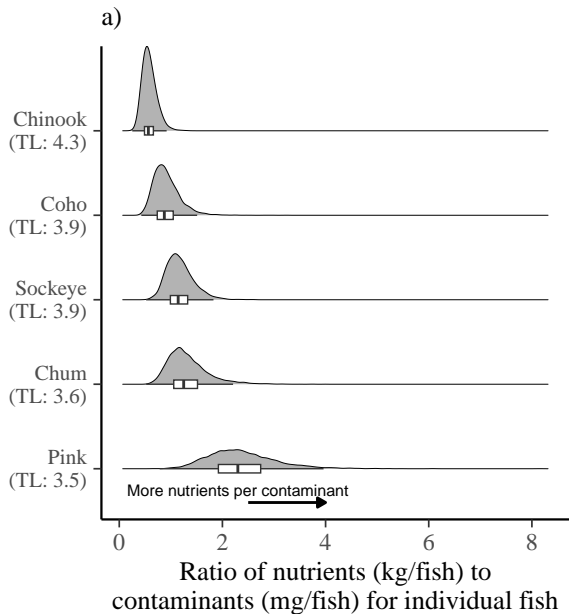 a)
Chinook
(TL: 4.3)
Coho
(TL: 3.9)
Sockeye
(TL: 3.9)
Chum
(TL: 3.6)
Pink
(TL: 3.5)
More nutrients per contaminant
0 2 4 6 8
Ratio of nutrients (kg/fish) to
contaminants (mg/fish) for individual fish